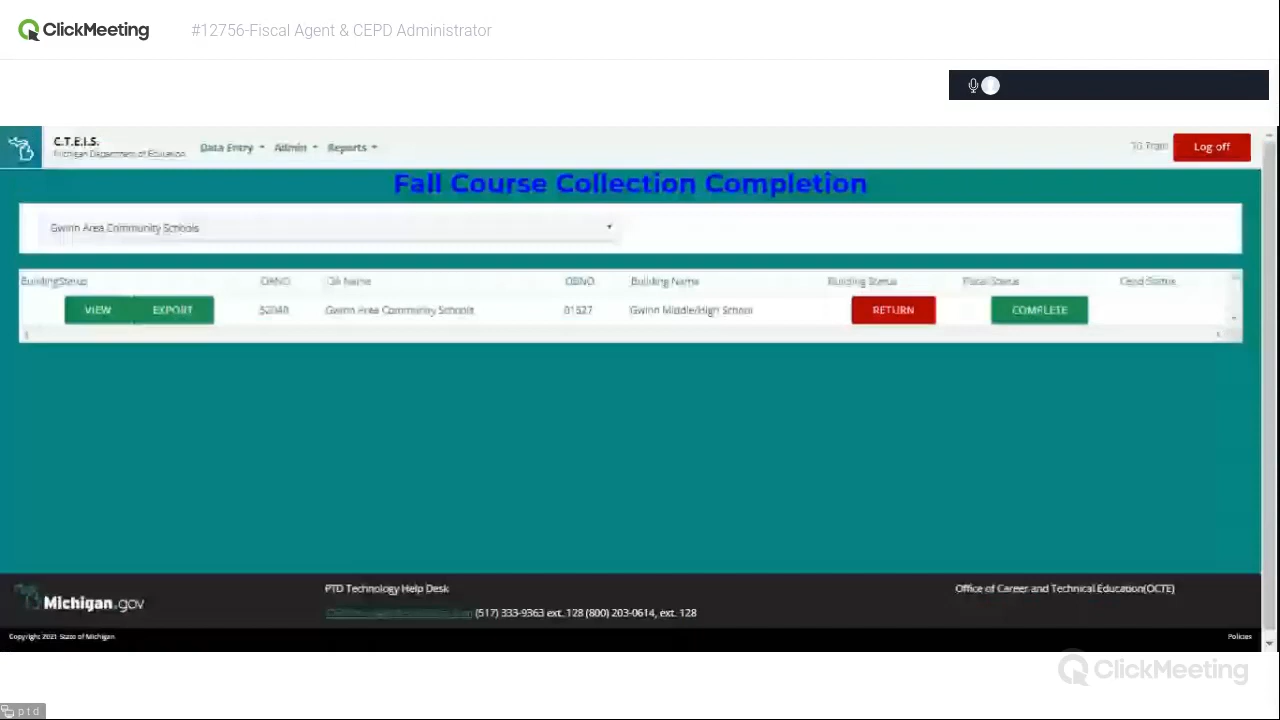 ClickMeeting #12756-Fiscal Agent & CEPD Administrator
C.T.E.I.S.
Michigan Department of Education
Data Entry Admin Reports
Log off
Fall Course Collection Completion
Gwinn Area Community Schools
BuildingStatus OANO OA Name OBNO Building Name Building Status Fiscal Status Cepd Status
VIEW EXPORT 52040 Gwinn Area Community Schools 01527 Gwinn Middle/High School RETURN COMPLETE
Michigan.gov
PTD Technology Help Desk
(517) 333-9363 ext. 128 (800) 203-0614, ext. 128
Office of Career and Technical Education(OCTE)
Copyright 2021 State of Michigan
Policies
ClickMeeting
ptd